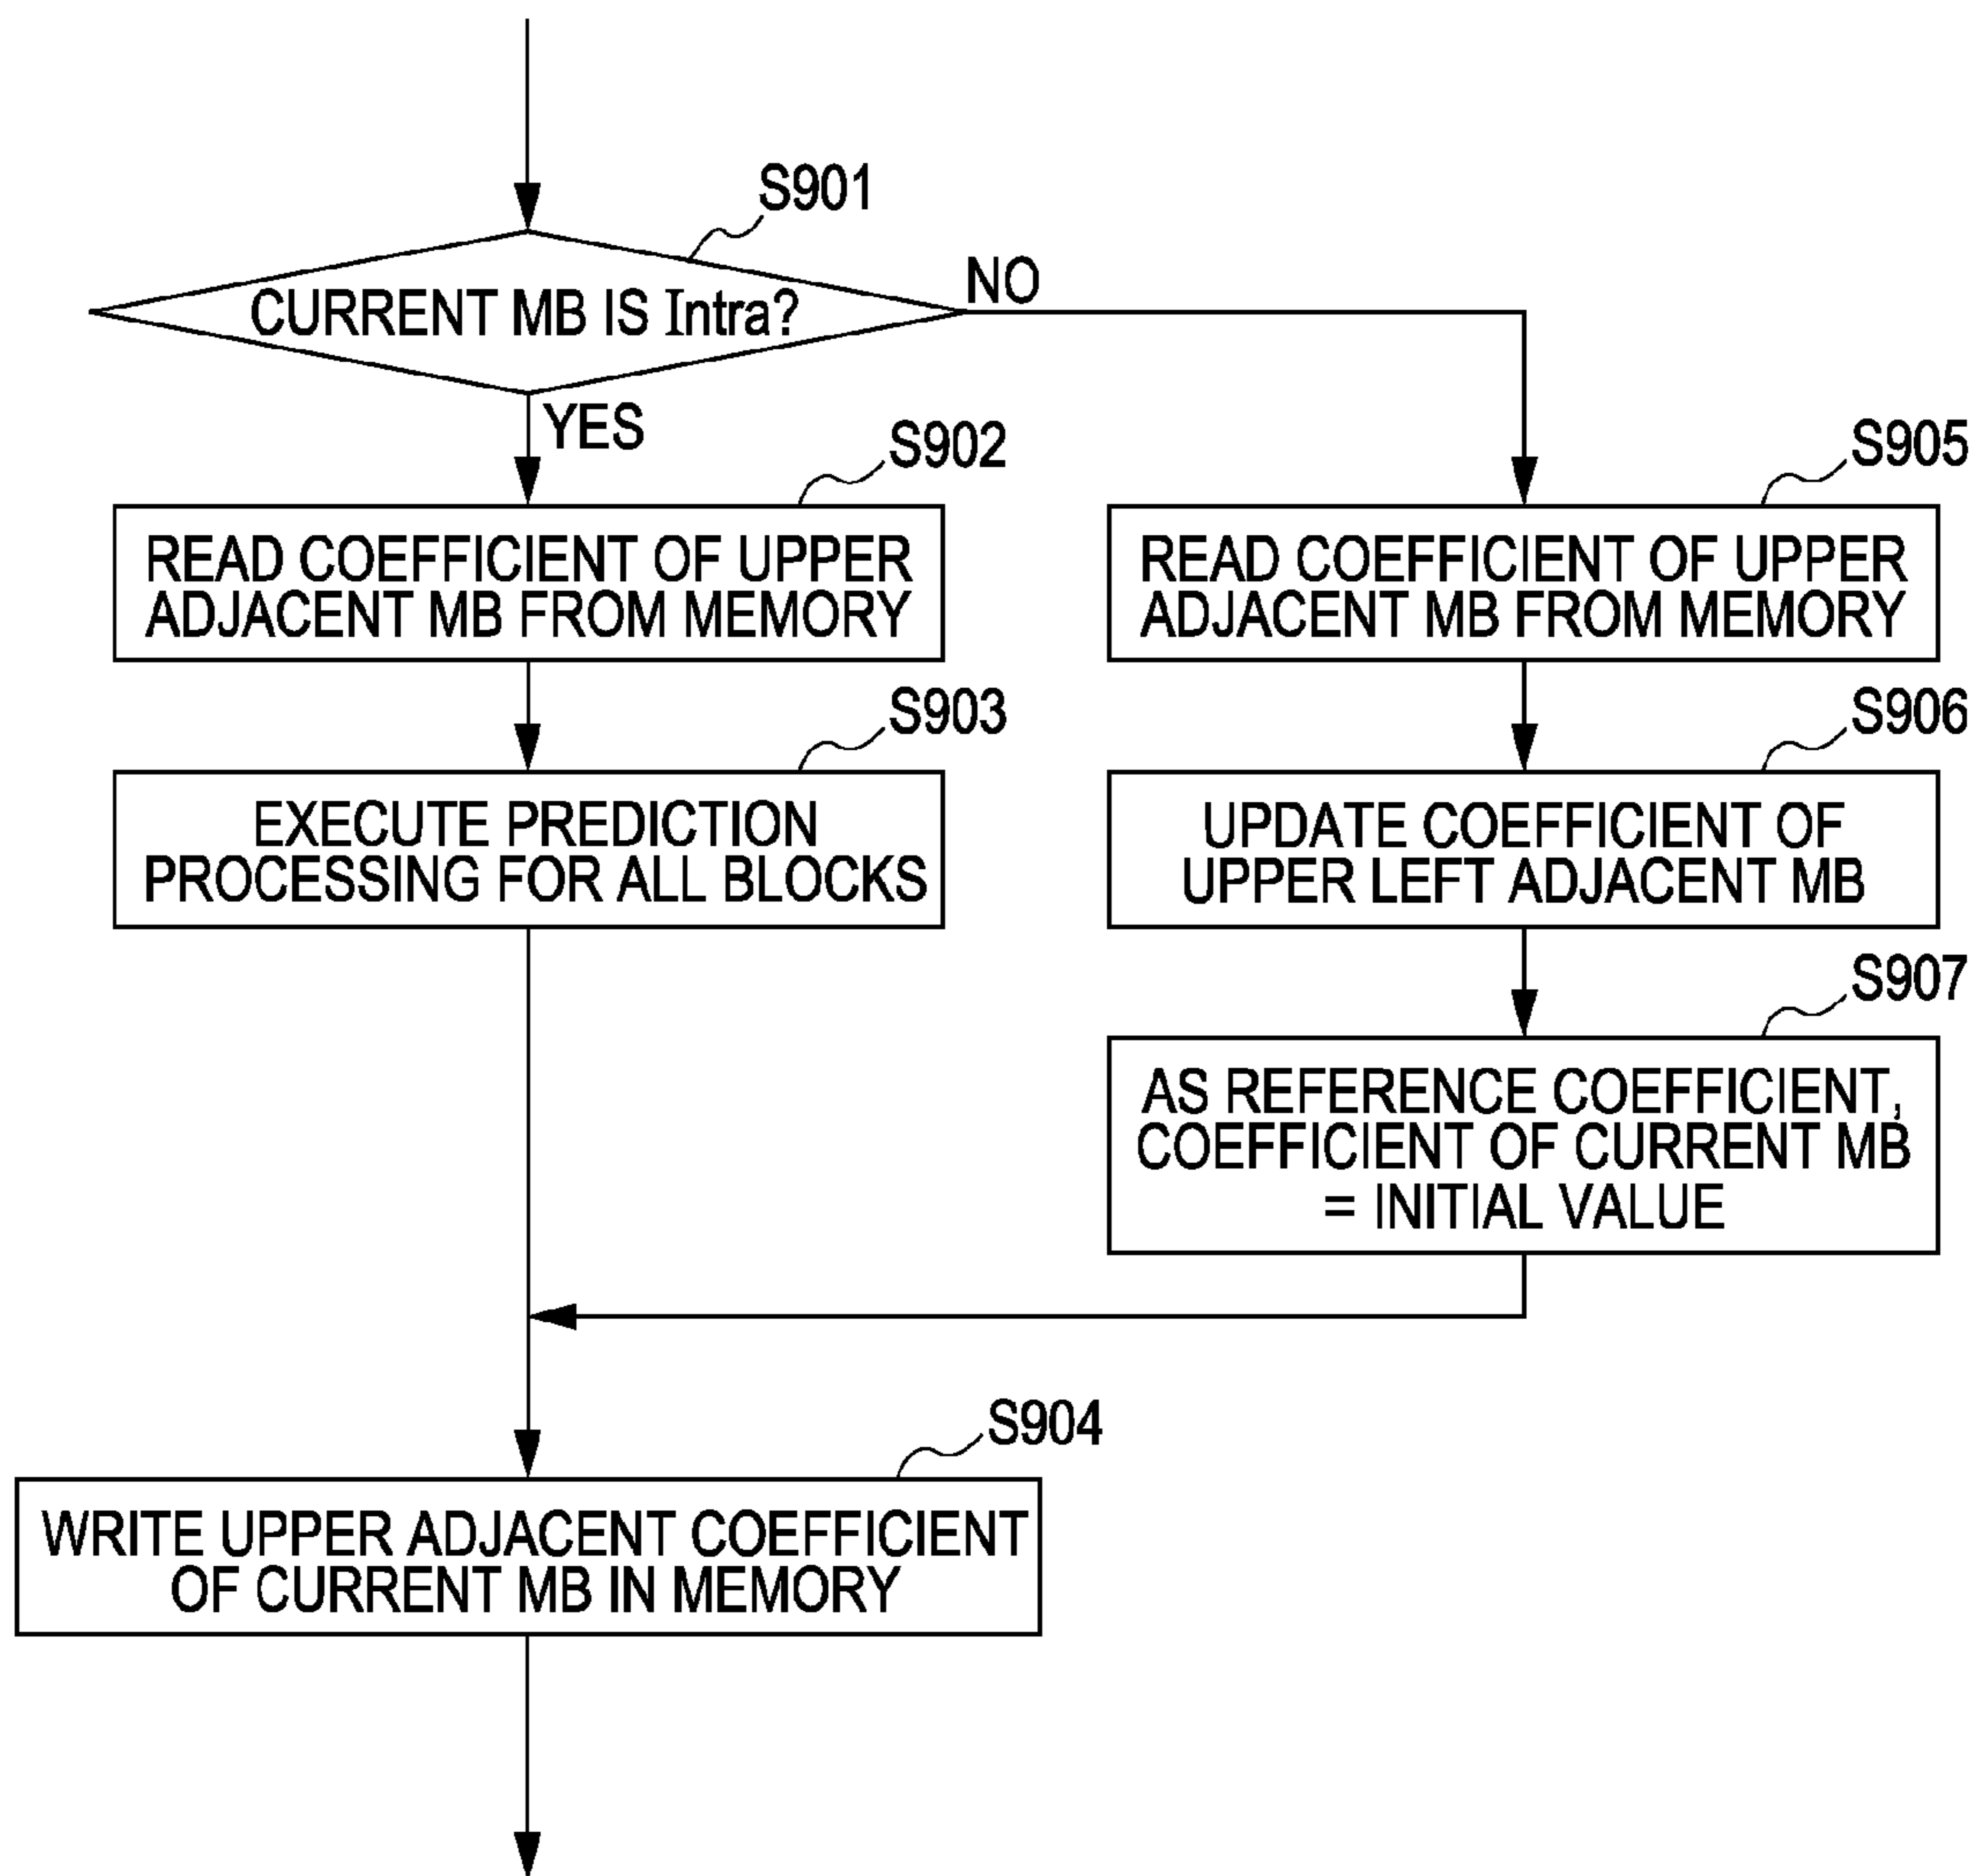 S901
CURRENT MB IS Intra?
NO
YES
S902
READ COEFFICIENT OF UPPER
ADJACENT MB FROM MEMORY
S903
EXECUTE PREDICTION
PROCESSING FOR ALL BLOCKS
S905
READ COEFFICIENT OF UPPER
ADJACENT MB FROM MEMORY
S906
UPDATE COEFFICIENT OF
UPPER LEFT ADJACENT MB
S907
AS REFERENCE COEFFICIENT,
COEFFICIENT OF CURRENT MB
= INITIAL VALUE
S904
WRITE UPPER ADJACENT COEFFICIENT
OF CURRENT MB IN MEMORY